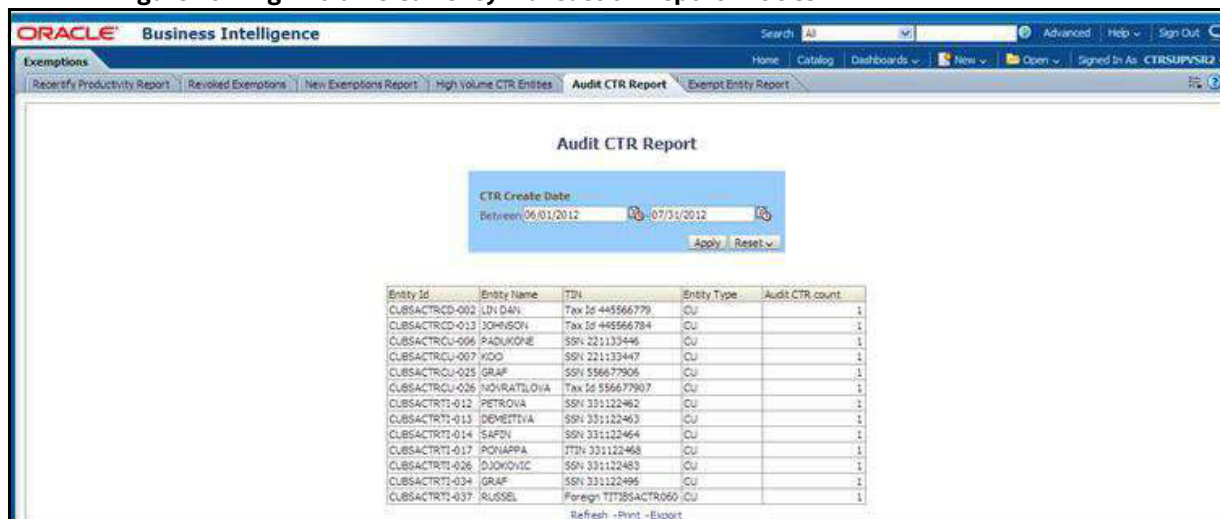 ORACLE Business Intelligence Search All Advanced Help Sign Out
Exemptions Home Catalog Dashboards New Open Signed In As CTRSUPVSR2
Recertify Productivity Report Revoked Exemptions New Exemptions Report High Volume CTR Entities Audit CTR Report Exempt Entity Report
Audit CTR Report
CTR Create Date
Between 06/01/2012 - 07/31/2012
Apply Reset
Entity Id Entity Name TIN Entity Type Audit CTR count
CUBSACTRCD-002 LIN DAN Tax Id 445566779 CU 1
CUBSACTRCD-013 JOHNSON Tax Id 445566784 CU 1
CUBSACTRCU-006 PADUKONE SSN 221133446 CU 1
CUBSACTRCU-007 KOO SSN 221133447 CU 1
CUBSACTRCU-025 GRAF SSN 556677906 CU 1
CUBSACTRCU-026 NOVRATILOVA Tax Id 556677907 CU 1
CUBSACTRTI-012 PETROVA SSN 331122462 CU 1
CUBSACTRTI-013 DEMEITIVA SSN 331122463 CU 1
CUBSACTRTI-014 SAFIN SSN 331122464 CU 1
CUBSACTRTI-017 PONAPPA ITIN 331122468 CU 1
CUBSACTRTI-026 DJOKOVIC SSN 331122483 CU 1
CUBSACTRTI-034 GRAF SSN 331122495 CU 1
CUBSACTRTI-037 RUSSEL Foreign TITIBSACTR060 CU 1
Refresh - Print - Export